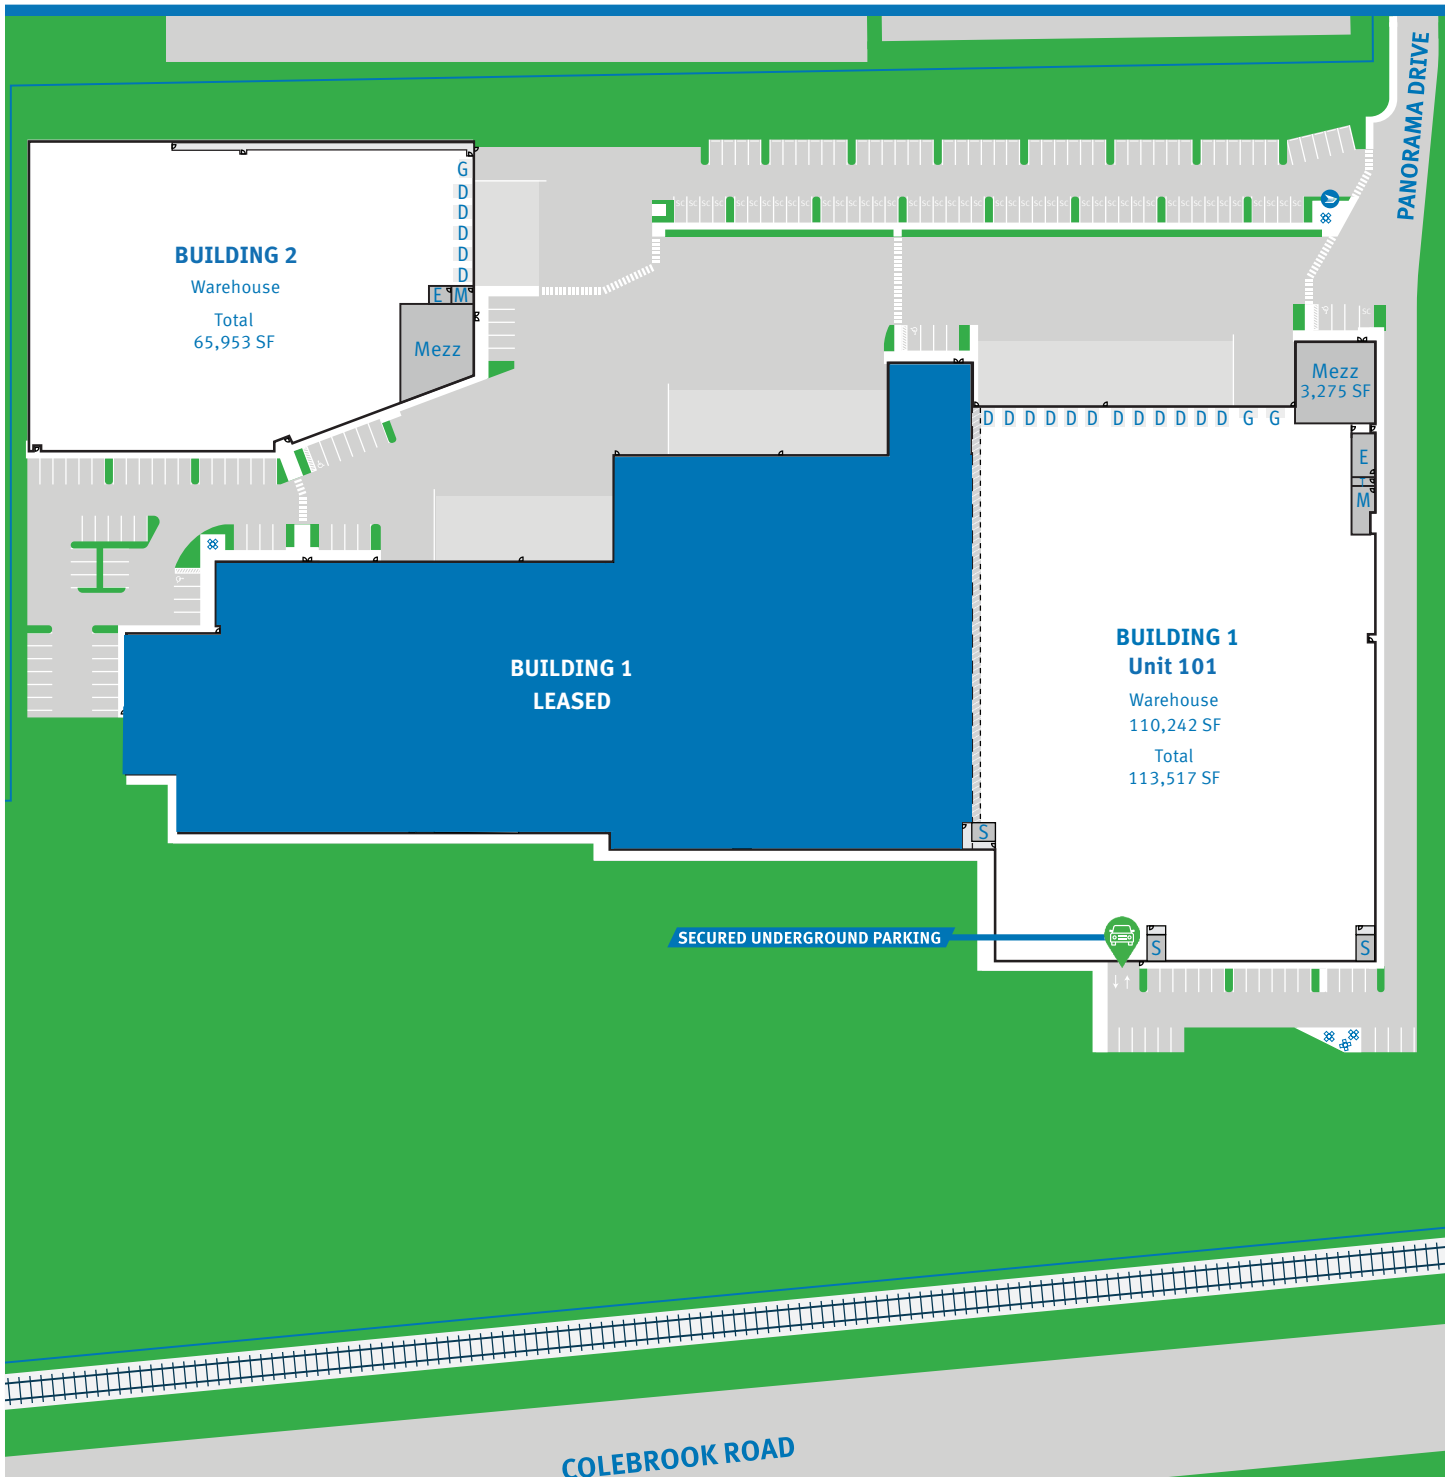 PANORAMA DRIVE
G
D
D
D
D
D
E M
BUILDING 2
Warehouse
Total
65,953 SF
Mezz
Mezz
3,275 SF
D D D D D D D D D D D D G G
E
T
M
BUILDING 1
LEASED
BUILDING 1
Unit 101
Warehouse
110,242 SF
Total
113,517 SF
S
SECURED UNDERGROUND PARKING
S
S
COLEBROOK ROAD